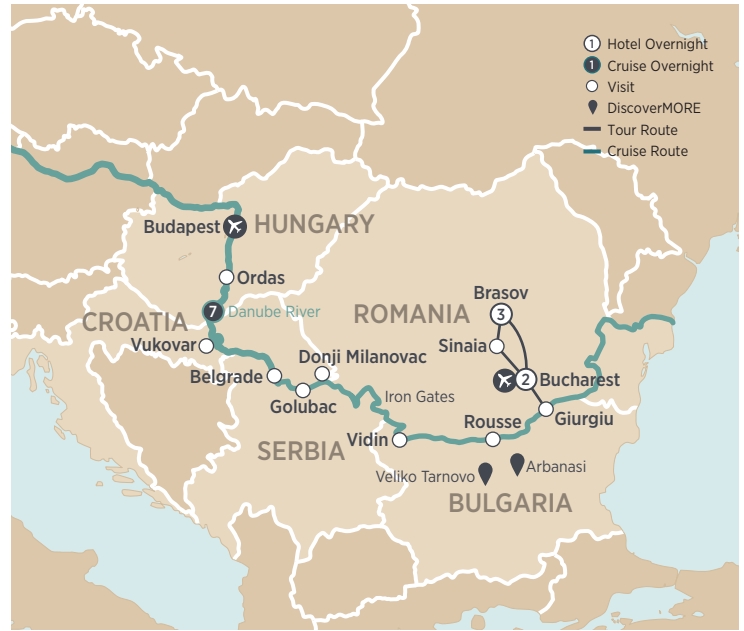 1 Hotel Overnight
1 Cruise Overnight
Visit
DiscoverMORE
Tour Route
Cruise Route
Budapest
HUNGARY
Ordas
7
Danube River
CROATIA
Vukovar
ROMANIA
Brasov
3
Sinaia
Donji Milanovac
Belgrade
2
Bucharest
Golubac
Iron Gates
Giurgiu
Rousse
Vidin
SERBIA
Veliko Tarnovo
Arbanasi
BULGARIA